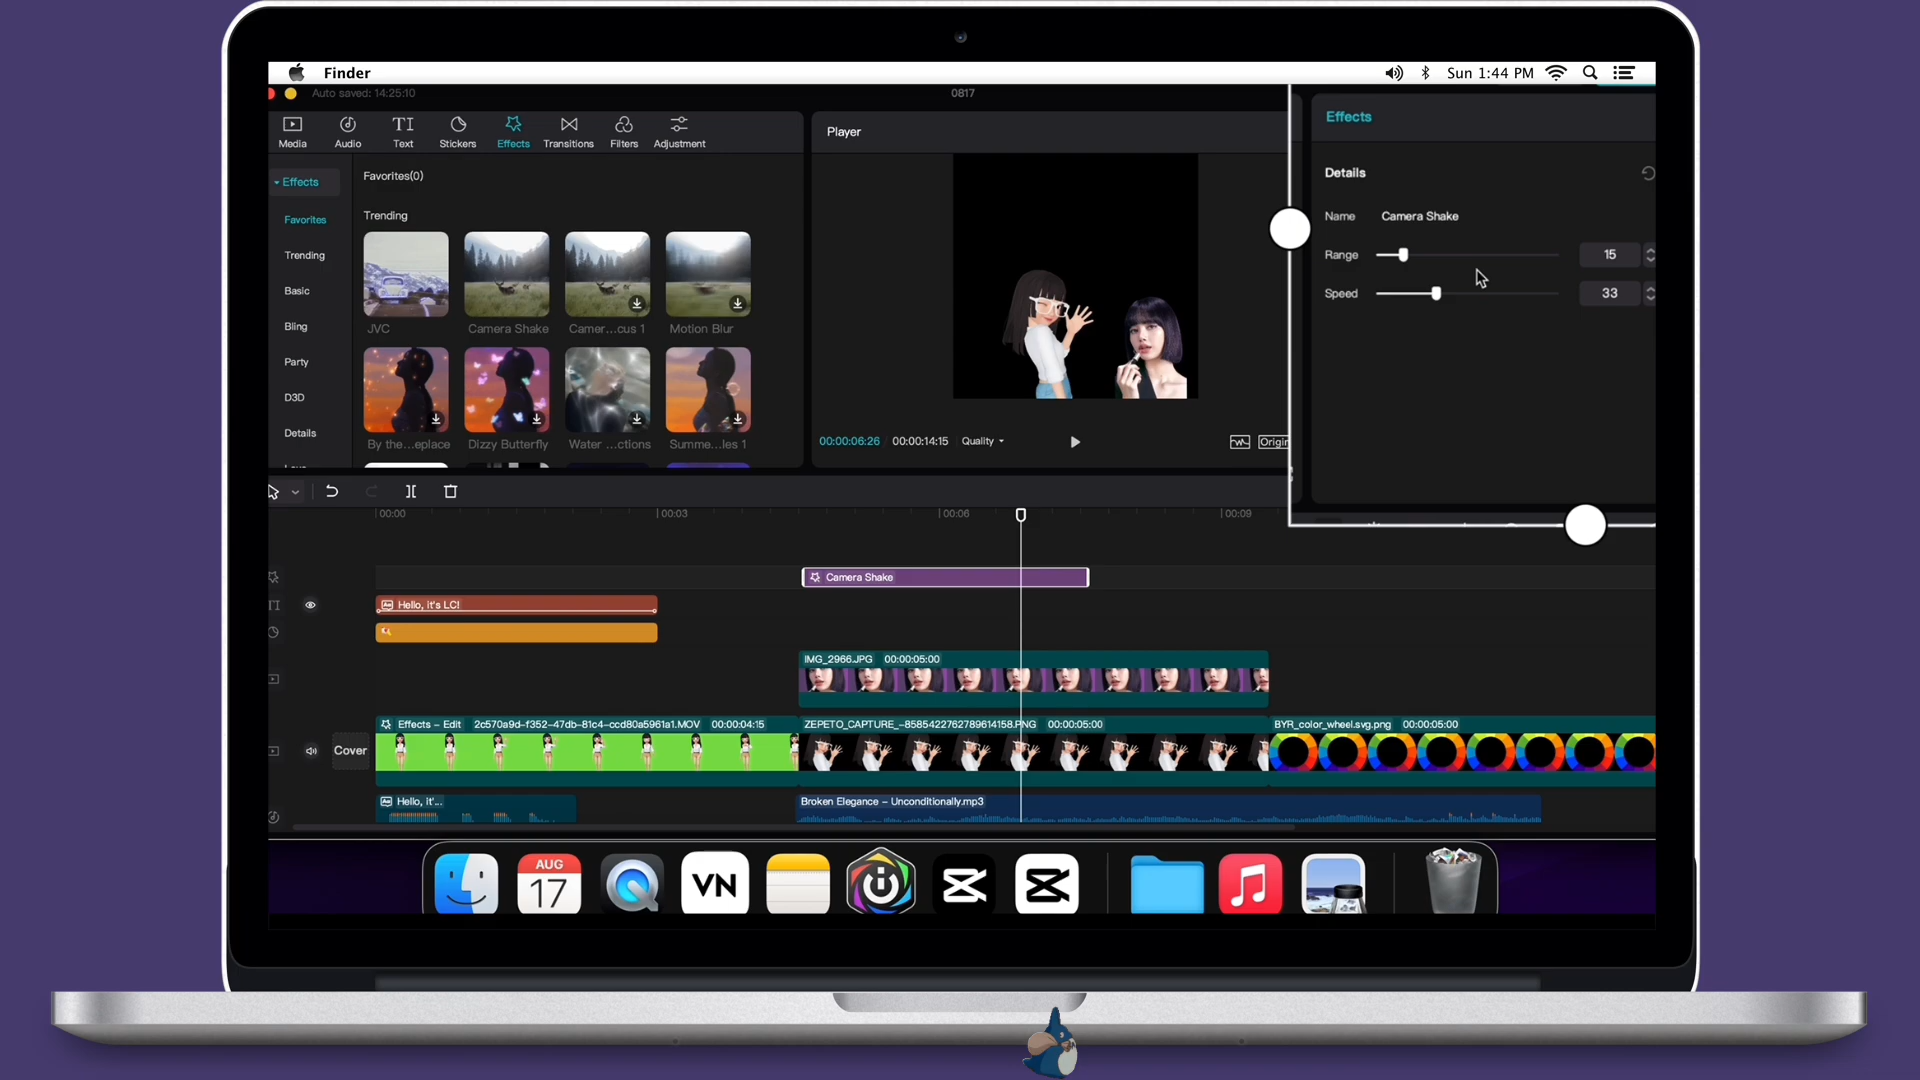 Finder
Sun 1:44 PM
Auto saved: 14:25:10
0817
Media
Audio
TI
Text
Stickers
Effects
Transitions
Filters
Adjustment
Effects
Favorites
Trending
Basic
Bling
Party
D3D
Details
Favorites(0)
Trending
JVC
Camera Shake
Camer...cus 1
Motion Blur
By the...eplace
Dizzy Butterfly
Water ...ctions
Summe...les 1
Player
00:00:06:26
00:00:14:15
Quality
Origin
Effects
Details
Name
Camera Shake
Range
15
Speed
33
00:00
00:03
00:06
00:09
Camera Shake
TI
Hello, it's LC!
IMG_2966.JPG 00:00:05:00
Effects – Edit 2c570a9d-f352-47db-81c4-ccd80a5961a1.MOV 00:00:04:15
ZEPETO_CAPTURE_-8585422762789614158.PNG 00:00:05:00
BYR_color_wheel.svg.png 00:00:05:00
Cover
Hello, it'...
Broken Elegance – Unconditionally.mp3
AUG
17
VN